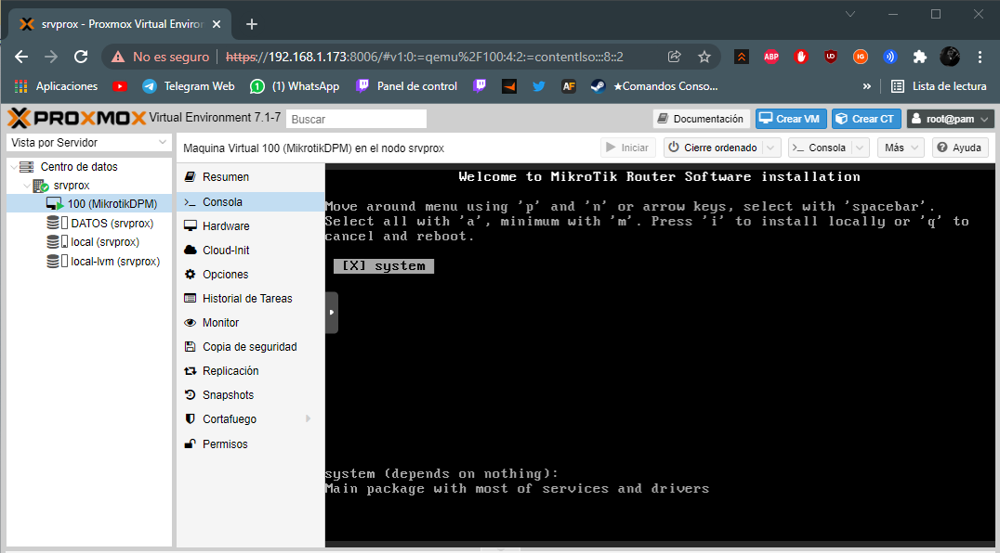 srvprox - Proxmox Virtual Enviro
No es seguro
https://192.168.1.173:8006/#v1:0:=qemu%2F100:4:2:=contentIso:::8::2
ABP
UD
IG
Aplicaciones
Telegram Web
(1) WhatsApp
Panel de control
AF
★Comandos Conso...
»
Lista de lectura
PROXMOX Virtual Environment 7.1-7
Buscar
Documentación
Crear VM
Crear CT
root@pam
Vista por Servidor
Maquina Virtual 100 (MikrotikDPM) en el nodo srvprox
Iniciar
Cierre ordenado
Consola
Más
Ayuda
Centro de datos
srvprox
100 (MikrotikDPM)
DATOS (srvprox)
local (srvprox)
local-lvm (srvprox)
Resumen
Consola
Hardware
Cloud-Init
Opciones
Historial de Tareas
Monitor
Copia de seguridad
Replicación
Snapshots
Cortafuego
Permisos
Welcome to MikroTik Router Software installation
Move around menu using 'p' and 'n' or arrow keys, select with 'spacebar'.
Select all with 'a', minimum with 'm'. Press 'i' to install locally or 'q' to
cancel and reboot.
[X] system
system (depends on nothing):
Main package with most of services and drivers